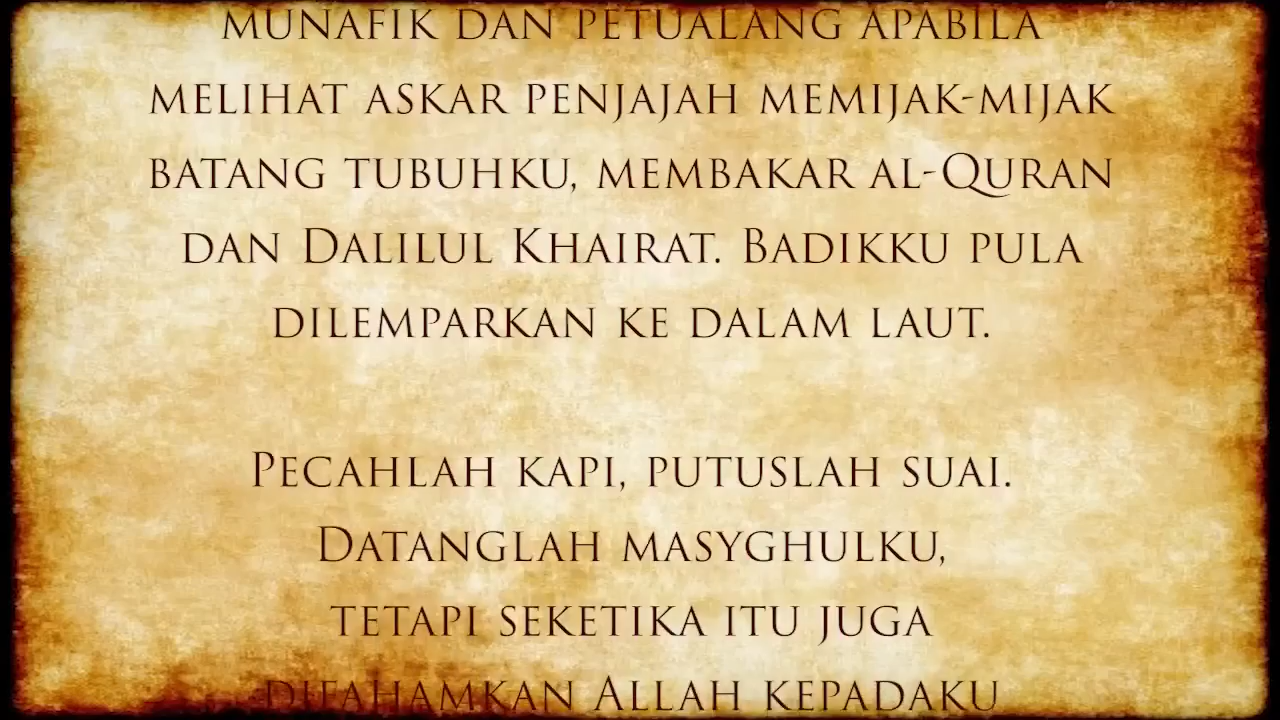 MUNAFIK DAN PETUALANG APABILA
MELIHAT ASKAR PENJAJAH MEMIJAK-MIJAK
BATANG TUBUHKU, MEMBAKAR AL-QURAN
DAN DALILUL KHAIRAT. BADIKKU PULA
DILEMPARKAN KE DALAM LAUT.
PECAHLAH KAPI, PUTUSLAH SUAI.
DATANGLAH MASYGHULKU,
TETAPI SEKETIKA ITU JUGA
DIFAHAMKAN ALLAH KEPADAKU